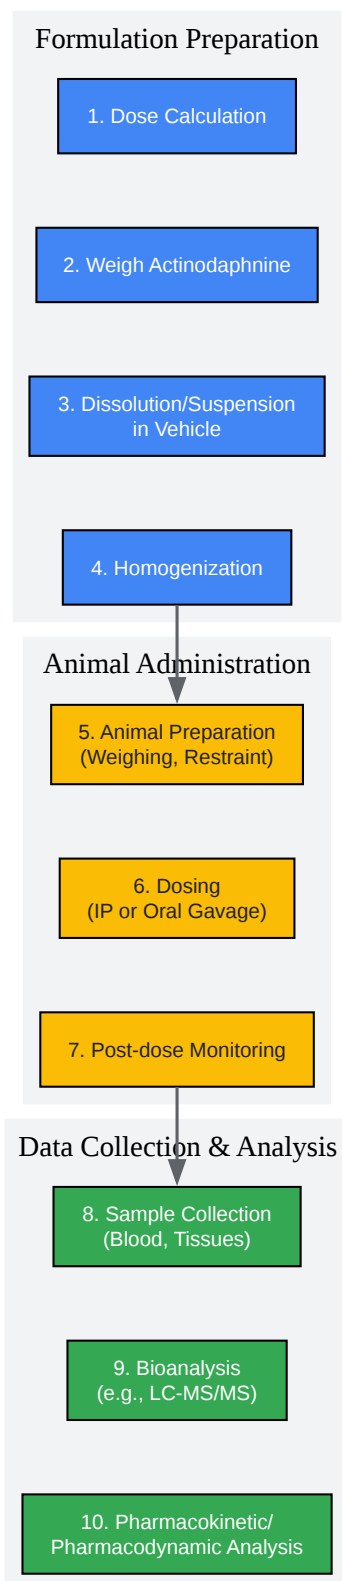 Formulation Preparation
1. Dose Calculation
2. Weigh Actinodaphnine
3. Dissolution/Suspension
in Vehicle
4. Homogenization
Animal Administration
5. Animal Preparation
(Weighing, Restraint)
6. Dosing
(IP or Oral Gavage)
7. Post-dose Monitoring
Data Collection & Analysis
8. Sample Collection
(Blood, Tissues)
9. Bioanalysis
(e.g., LC-MS/MS)
10. Pharmacokinetic/
Pharmacodynamic Analysis